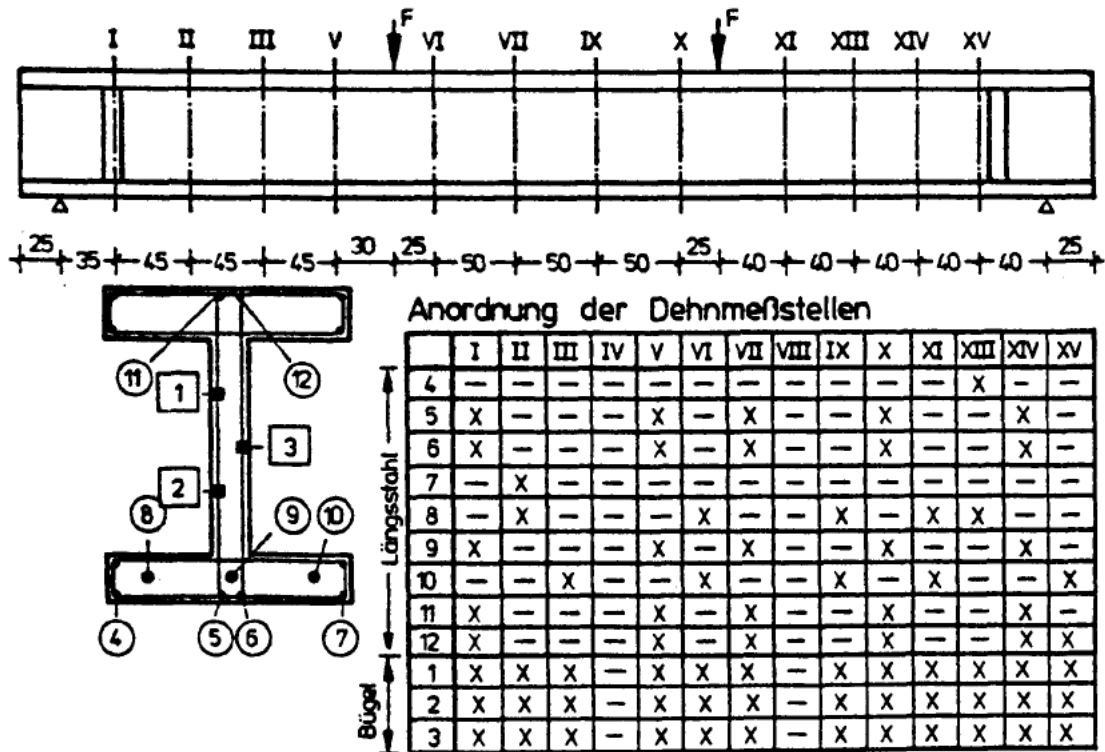 F F
I II III V VI VII IX X XI XIII XIV XV
25 35 45 45 45 30 25 50 50 50 25 40 40 40 40 40 25
Anordnung der Dehnmeßstellen
I II III IV V VI VII VIII IX X XI XIII XIV XV
4 — — — — — — — — — — — X — —
5 X — — — X — X — — X — — X —
6 X — — — X — X — — X — — X —
7 — X — — — — — — — — — — — —
8 — X — — — X — — X — X X — —
9 X — — — X — X — — X — — X —
10 — — X — — X — — X — X — — X
11 X — — — X — X — — X — — X —
12 X — — — X — X — — X — — X X
1 X X X — X X X — X X X X X X
2 X X X — X X X — X X X X X X
3 X X X — X X X — X X X X X X
Längsstahl
Bügel
11 12
1
3
2
8 9 10
4 5 6 7